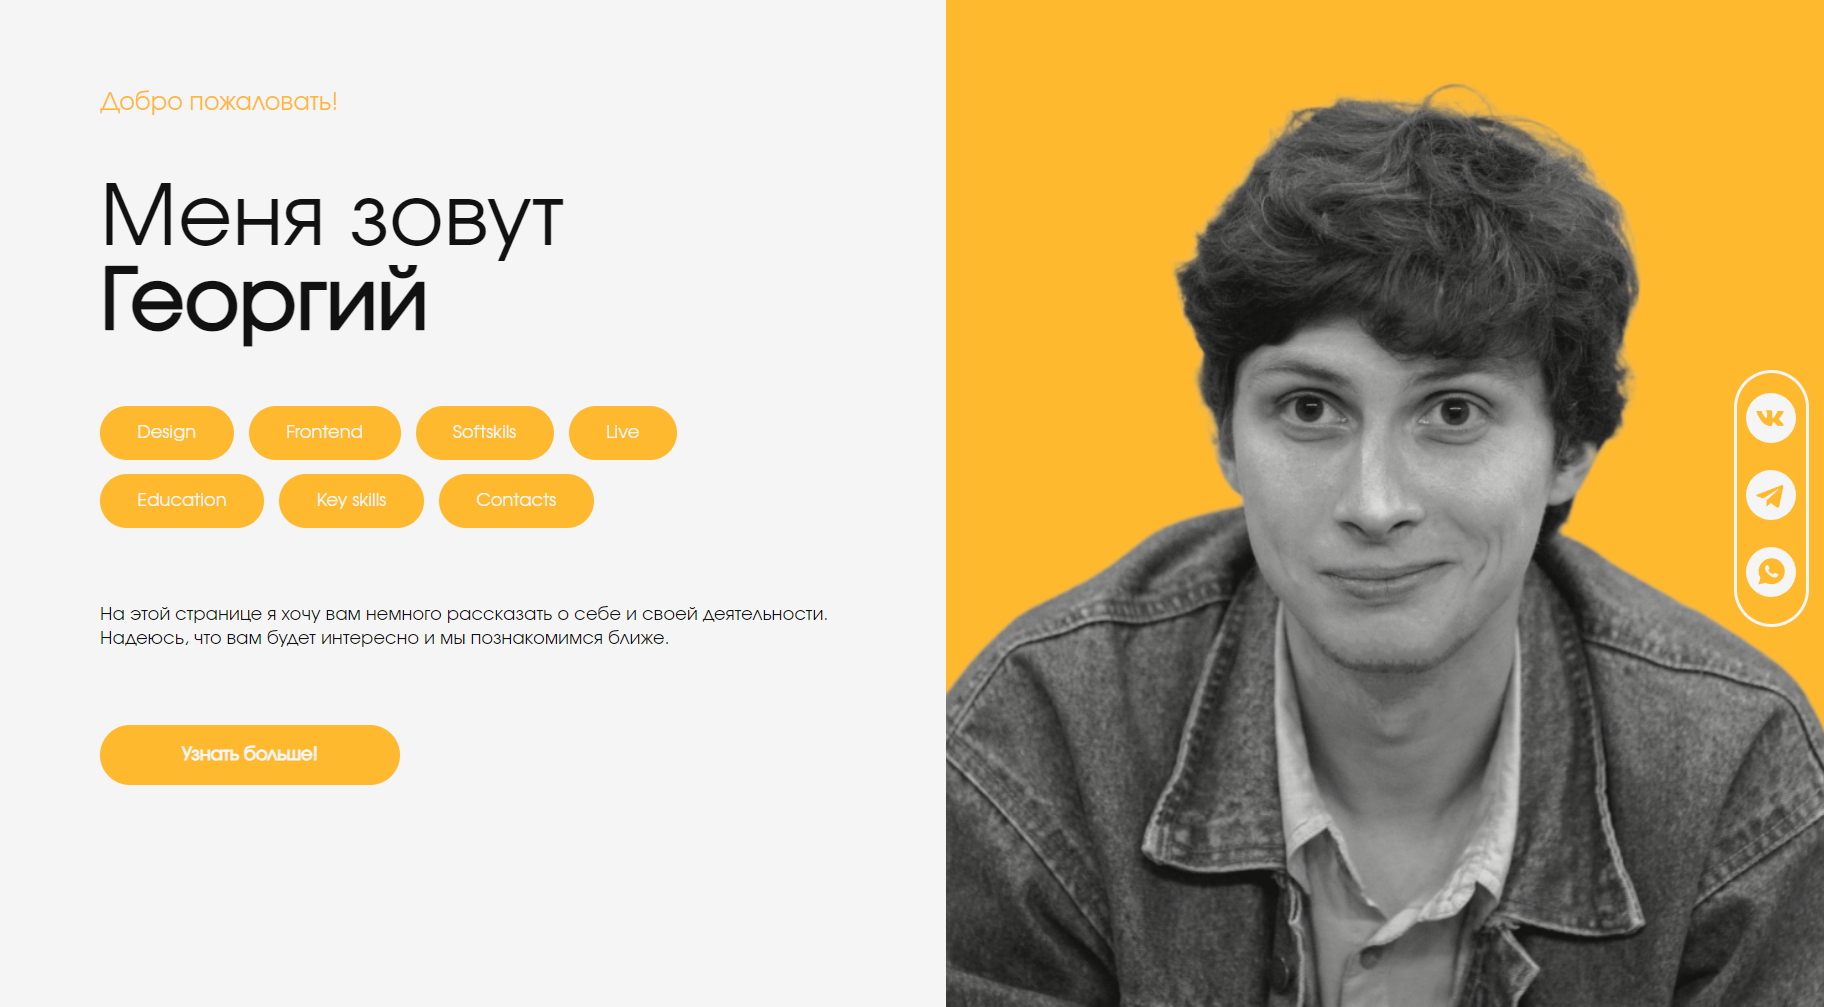 Добро пожаловать!
Меня зовут
Георгий
Design Frontend Softskils Live
Education Key skills Contacts
На этой странице я хочу вам немного рассказать о себе и своей деятельности.
Надеюсь, что вам будет интересно и мы познакомимся ближе.
Узнать больше!